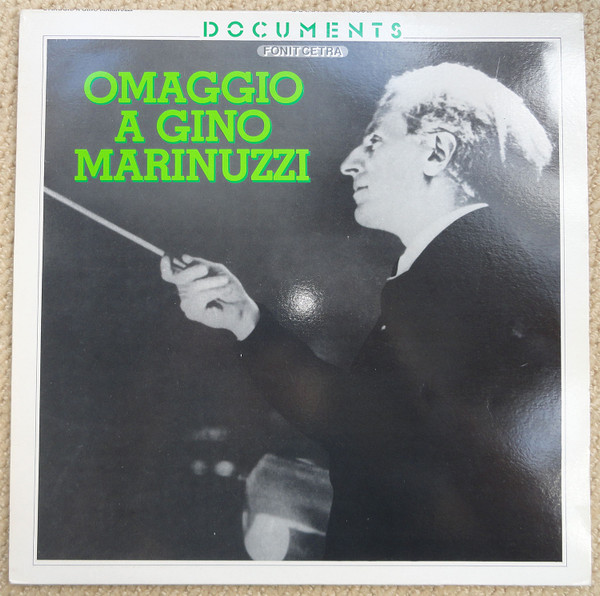 DOCUMENTS
FONIT CETRA
OMAGGIO
A GINO
MARINUZZI